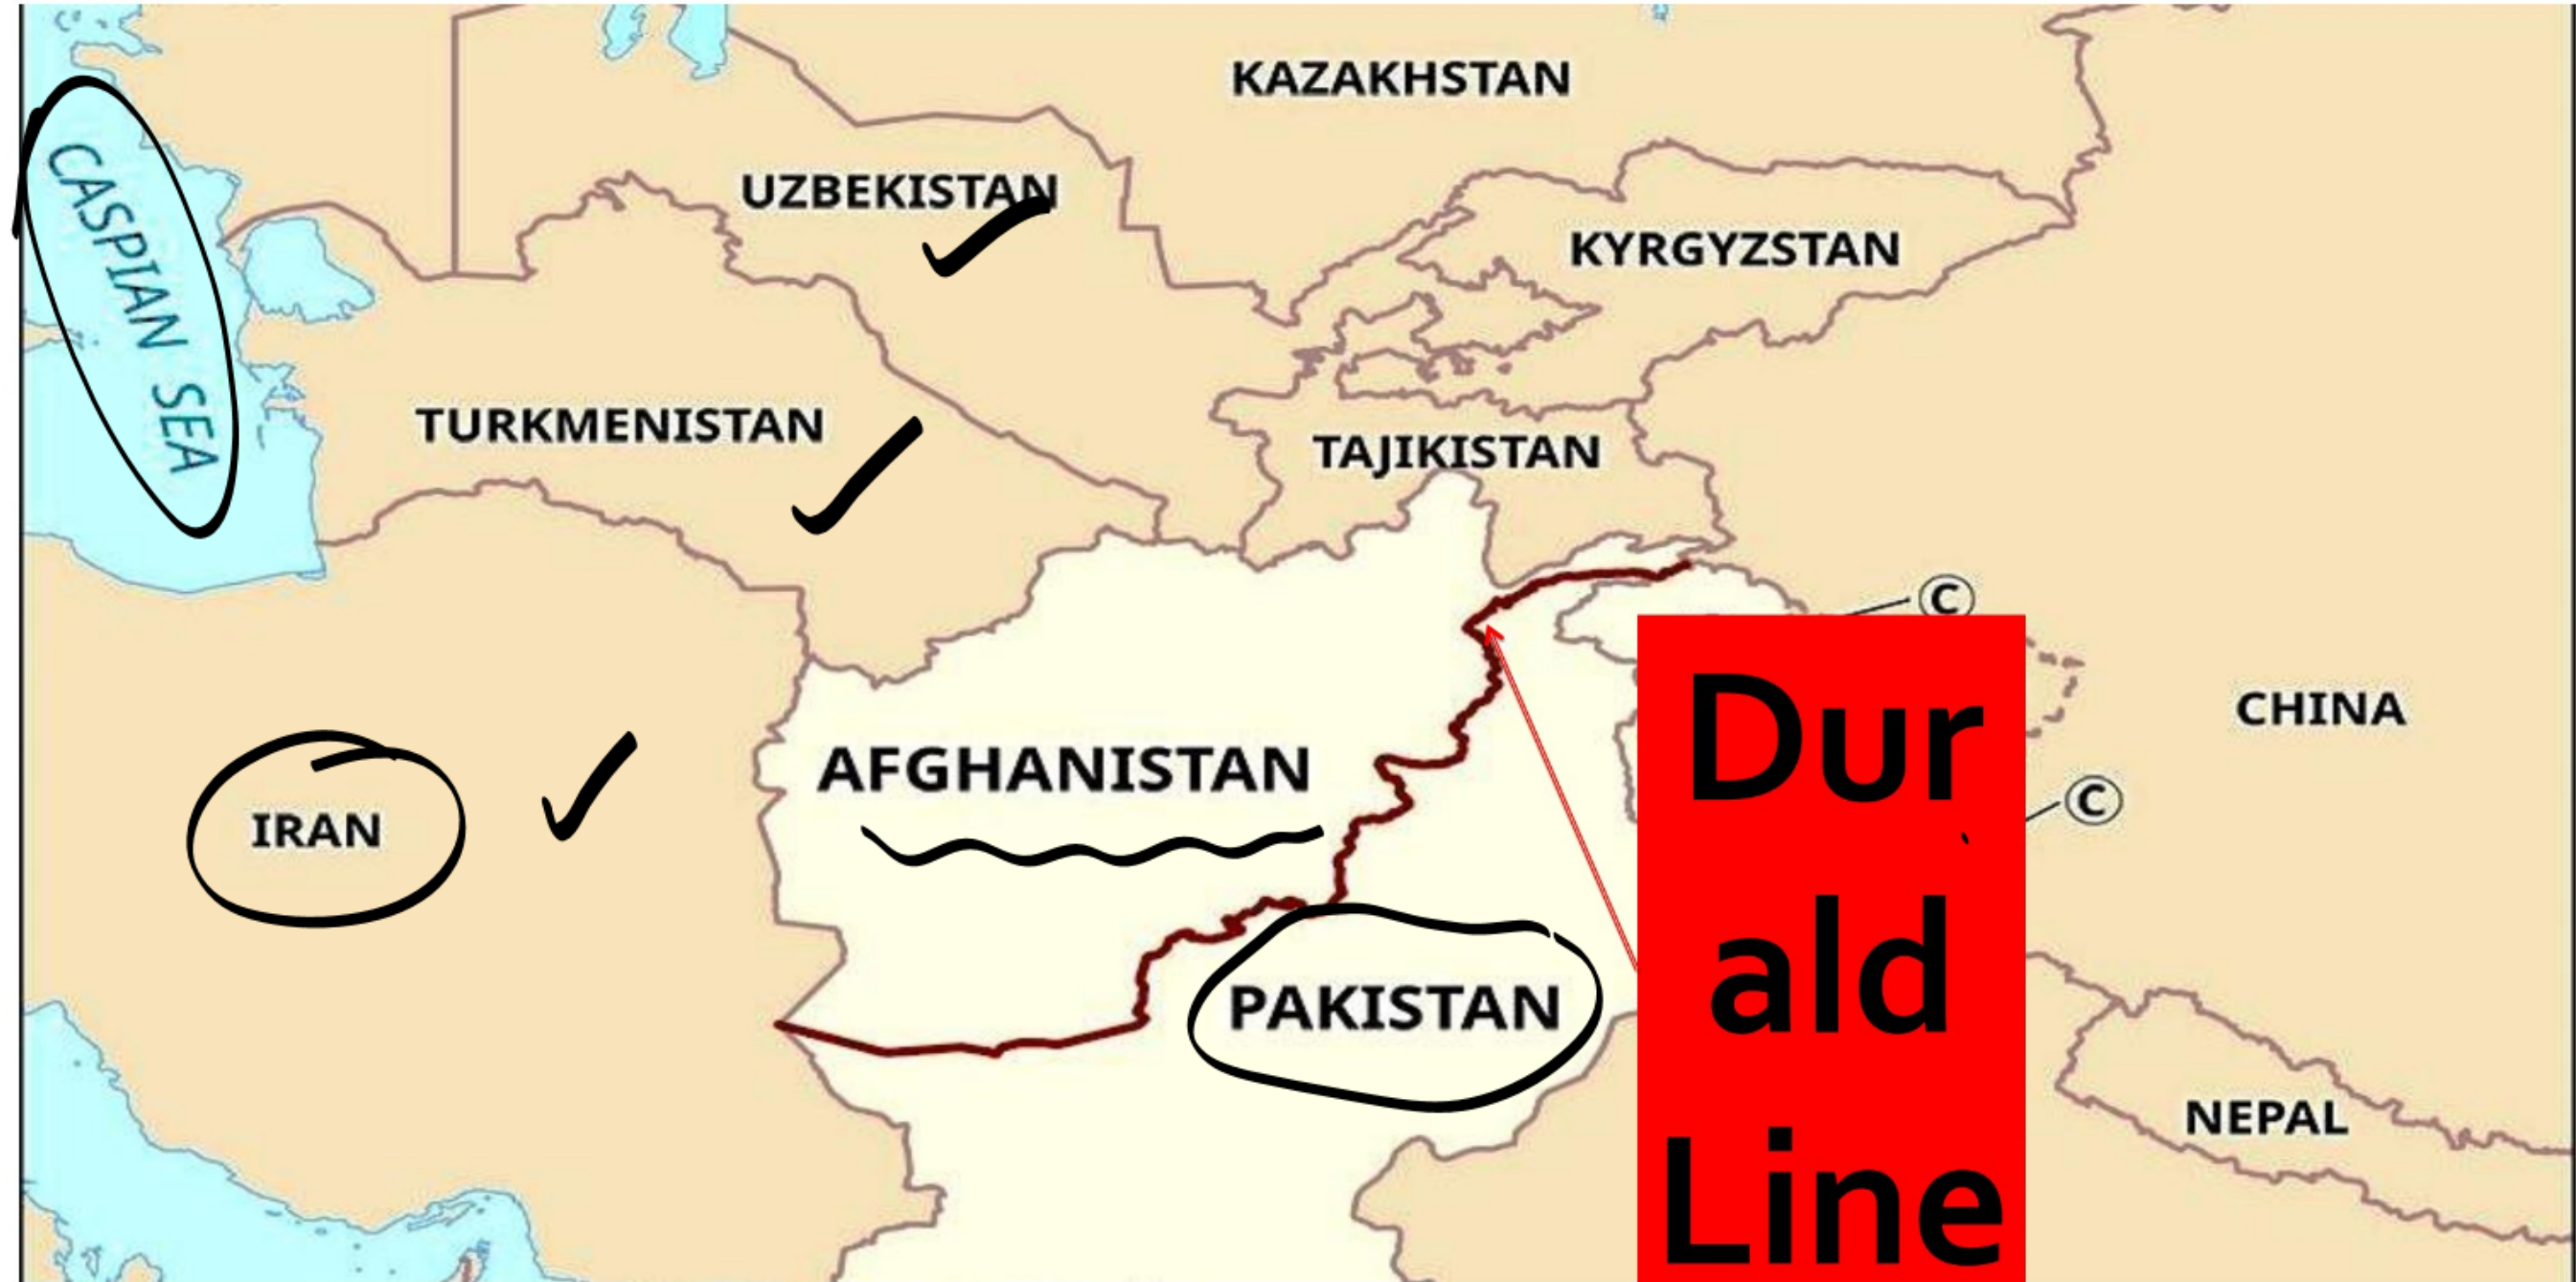 KAZAKHSTAN
UZBEKISTAN
KYRGYZSTAN
CASPIAN SEA
TURKMENISTAN
TAJIKISTAN
C
Dur
ald
Line
CHINA
AFGHANISTAN
C
IRAN
PAKISTAN
NEPAL